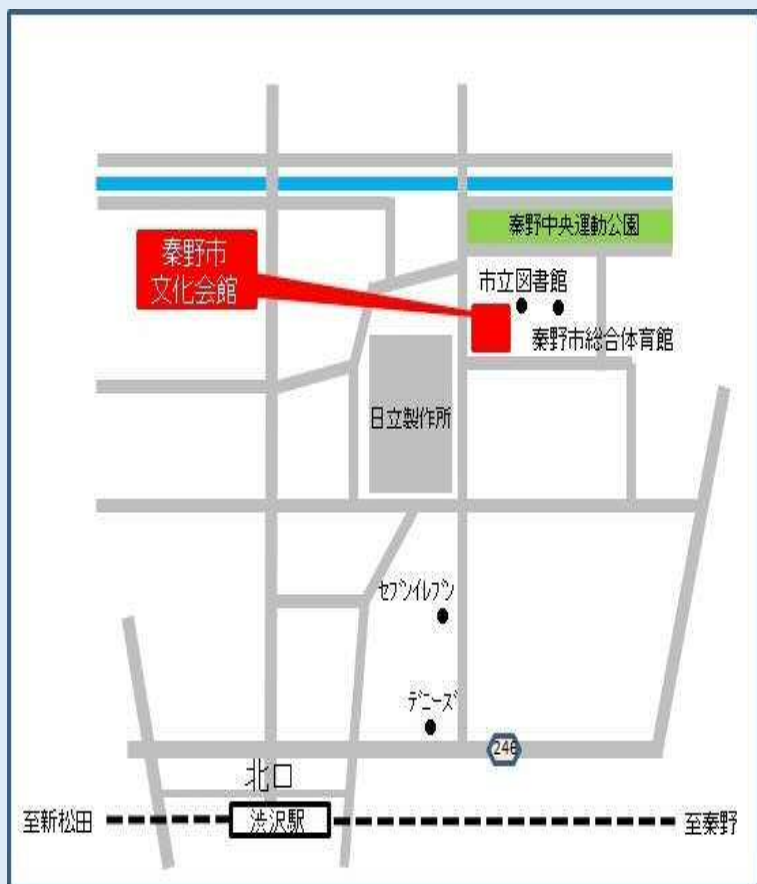 秦野中央運動公園
秦野市
文化会館
市立図書館
秦野市総合体育館
日立製作所
ｾﾌﾞﾝｲﾚﾌﾞﾝ
ﾃﾞﾆｰｽﾞ
246
北口
至新松田
渋沢駅
至秦野